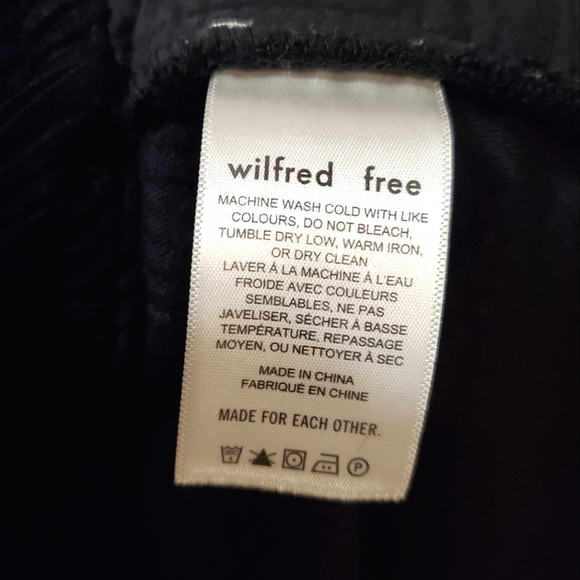 wilfred free
MACHINE WASH COLD WITH LIKE
COLOURS, DO NOT BLEACH,
TUMBLE DRY LOW, WARM IRON,
OR DRY CLEAN
LAVER À LA MACHINE À L'EAU
FROIDE AVEC COULEURS
SEMBLABLES, NE PAS
JAVELISER, SÉCHER À BASSE
TEMPÉRATURE, REPASSAGE
MOYEN, OU NETTOYER À SEC
MADE IN CHINA
FABRIQUÉ EN CHINE
MADE FOR EACH OTHER.
P